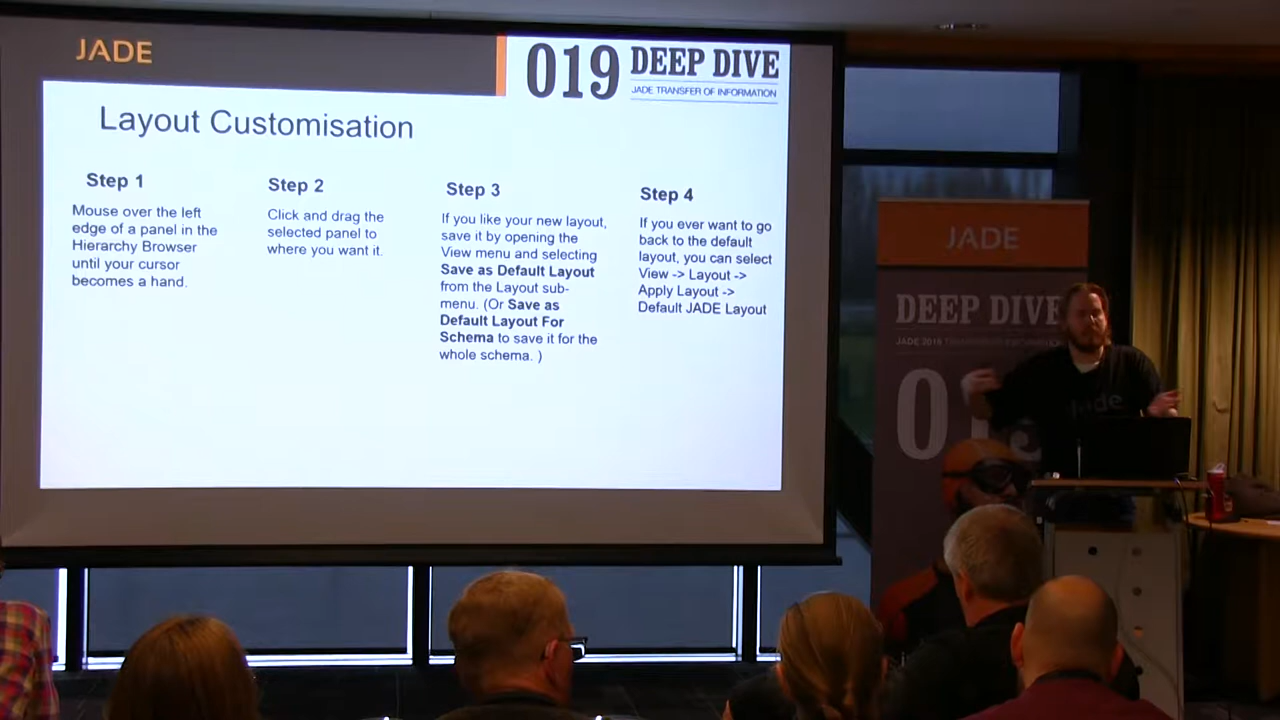 JADE
019 DEEP DIVE
JADE TRANSFER OF INFORMATION
Layout Customisation
Step 1
Mouse over the left
edge of a panel in the
Hierarchy Browser
until your cursor
becomes a hand.
Step 2
Click and drag the
selected panel to
where you want it.
Step 3
If you like your new layout,
save it by opening the
View menu and selecting
Save as Default Layout
from the Layout sub-
menu. (Or Save as
Default Layout For
Schema to save it for the
whole schema. )
Step 4
If you ever want to go
back to the default
layout, you can select
View -> Layout ->
Apply Layout ->
Default JADE Layout
JADE
DEEP DIVE
JADE
Jade